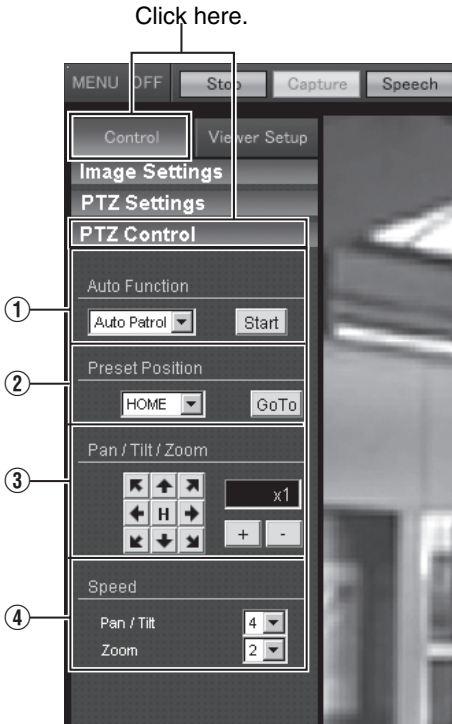 Click here.
MENU OFF Stop Capture Speech
Control Viewer Setup
Image Settings
PTZ Settings
PTZ Control
① Auto Function
Auto Patrol Start
② Preset Position
HOME GoTo
③ Pan / Tilt / Zoom
x1
H
+ -
④ Speed
Pan / Tilt 4
Zoom 2